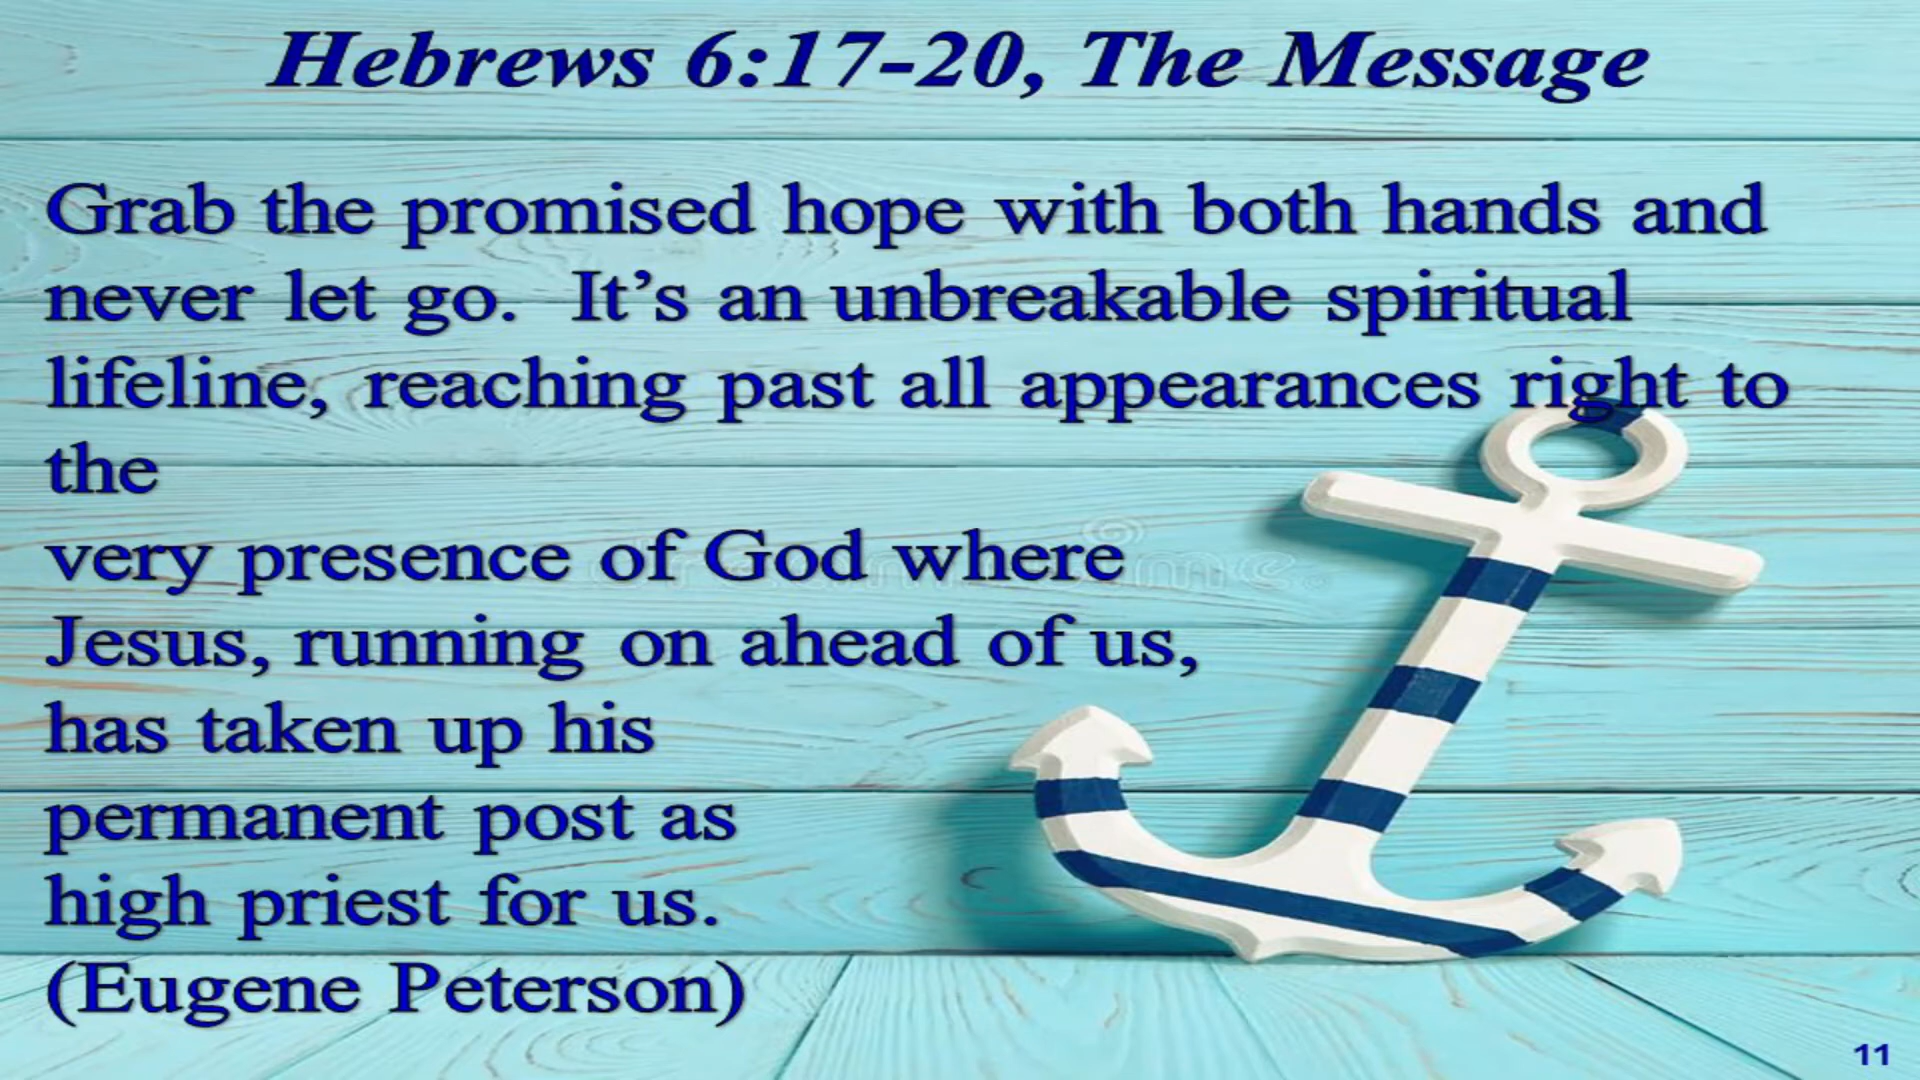 Hebrews 6:17-20, The Message
Grab the promised hope with both hands and
never let go.  It’s an unbreakable spiritual
lifeline, reaching past all appearances right to
the
very presence of God where
Jesus, running on ahead of us,
has taken up his
permanent post as
high priest for us.
(Eugene Peterson)
11